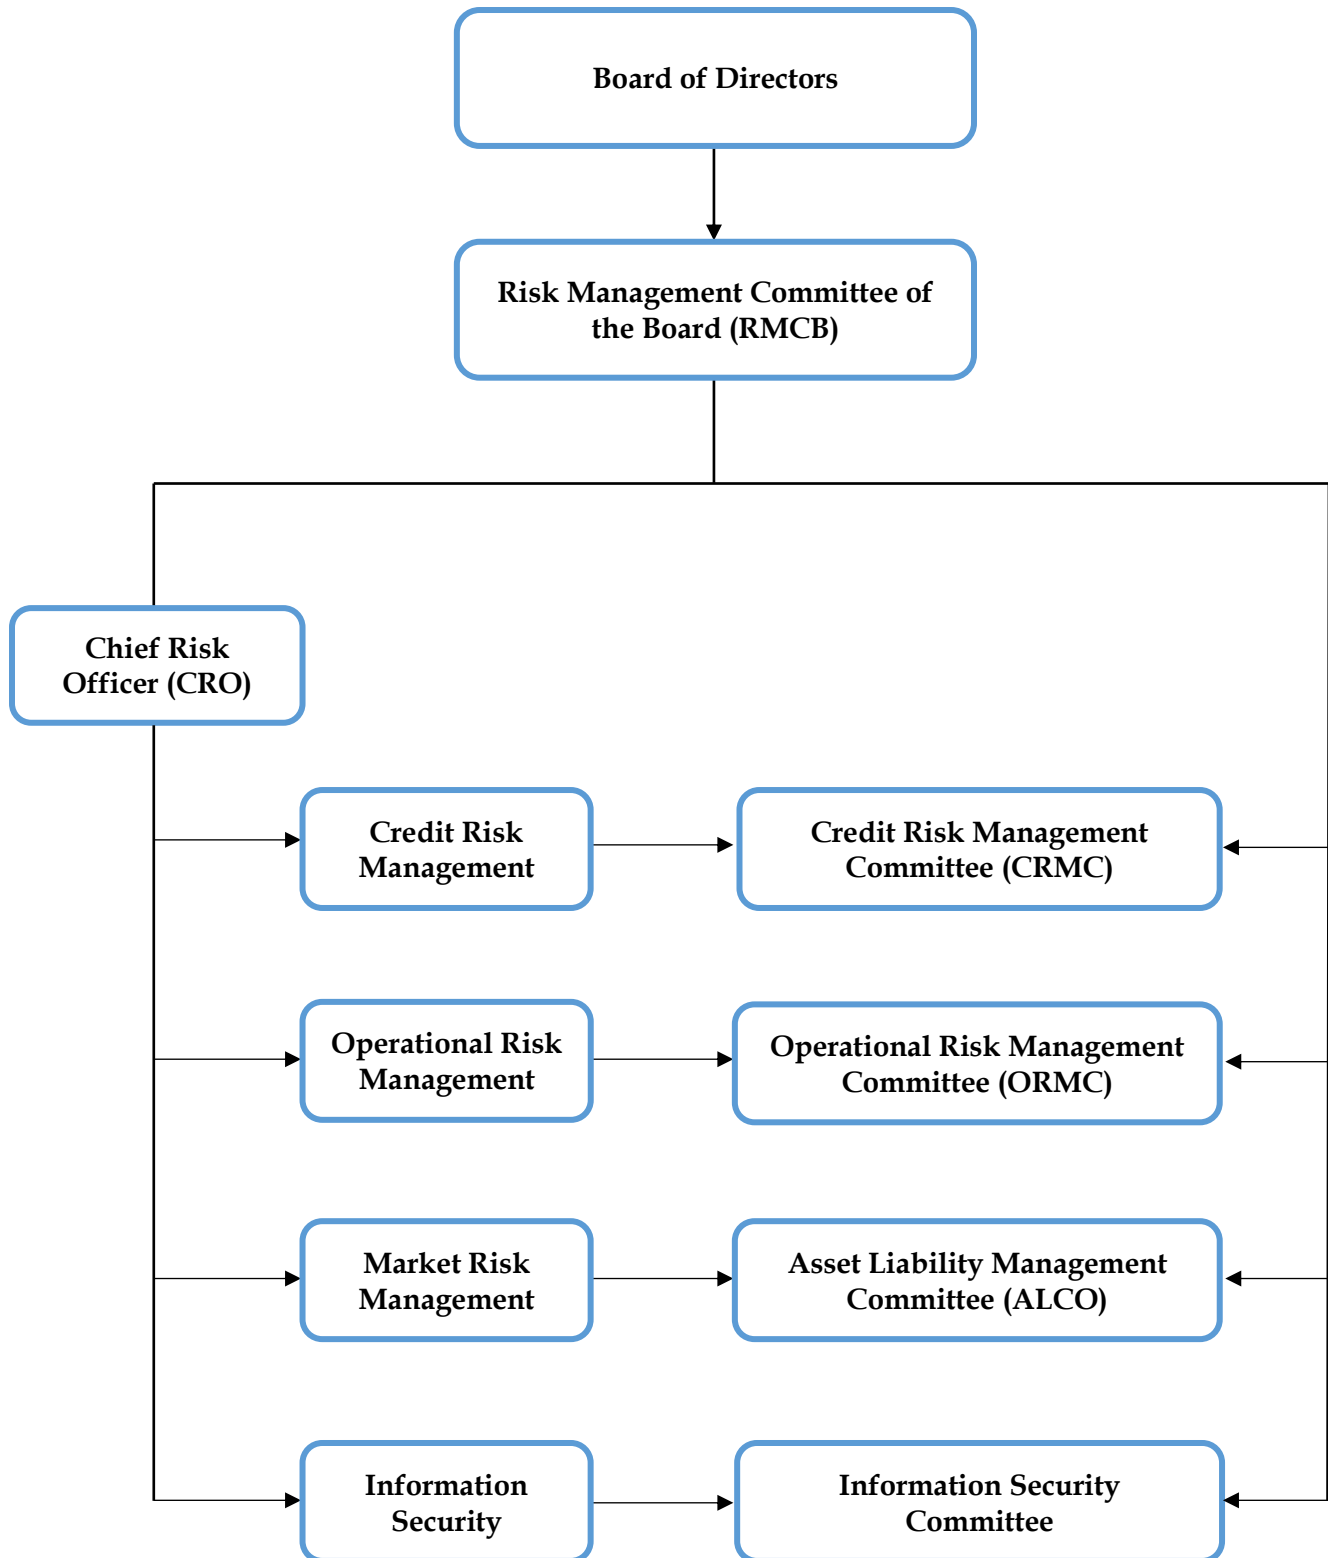 Board of Directors
Risk Management Committee of
the Board (RMCB)
Chief Risk
Officer (CRO)
Credit Risk
Management
Credit Risk Management
Committee (CRMC)
Operational Risk
Management
Operational Risk Management
Committee (ORMC)
Market Risk
Management
Asset Liability Management
Committee (ALCO)
Information
Security
Information Security
Committee